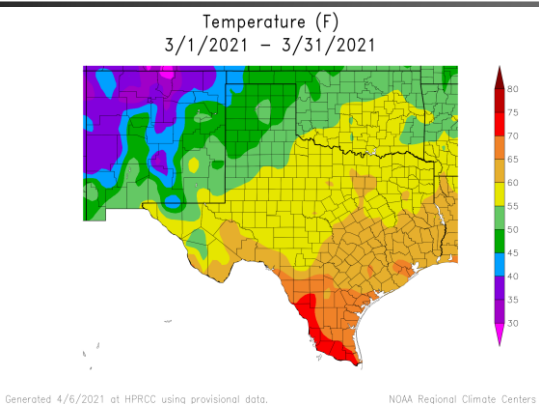 Temperature (F)
3/1/2021 - 3/31/2021
80
75
70
65
60
55
50
45
40
35
30
Generated 4/6/2021 at HPRCC using provisional data.
NOAA Regional Climate Centers